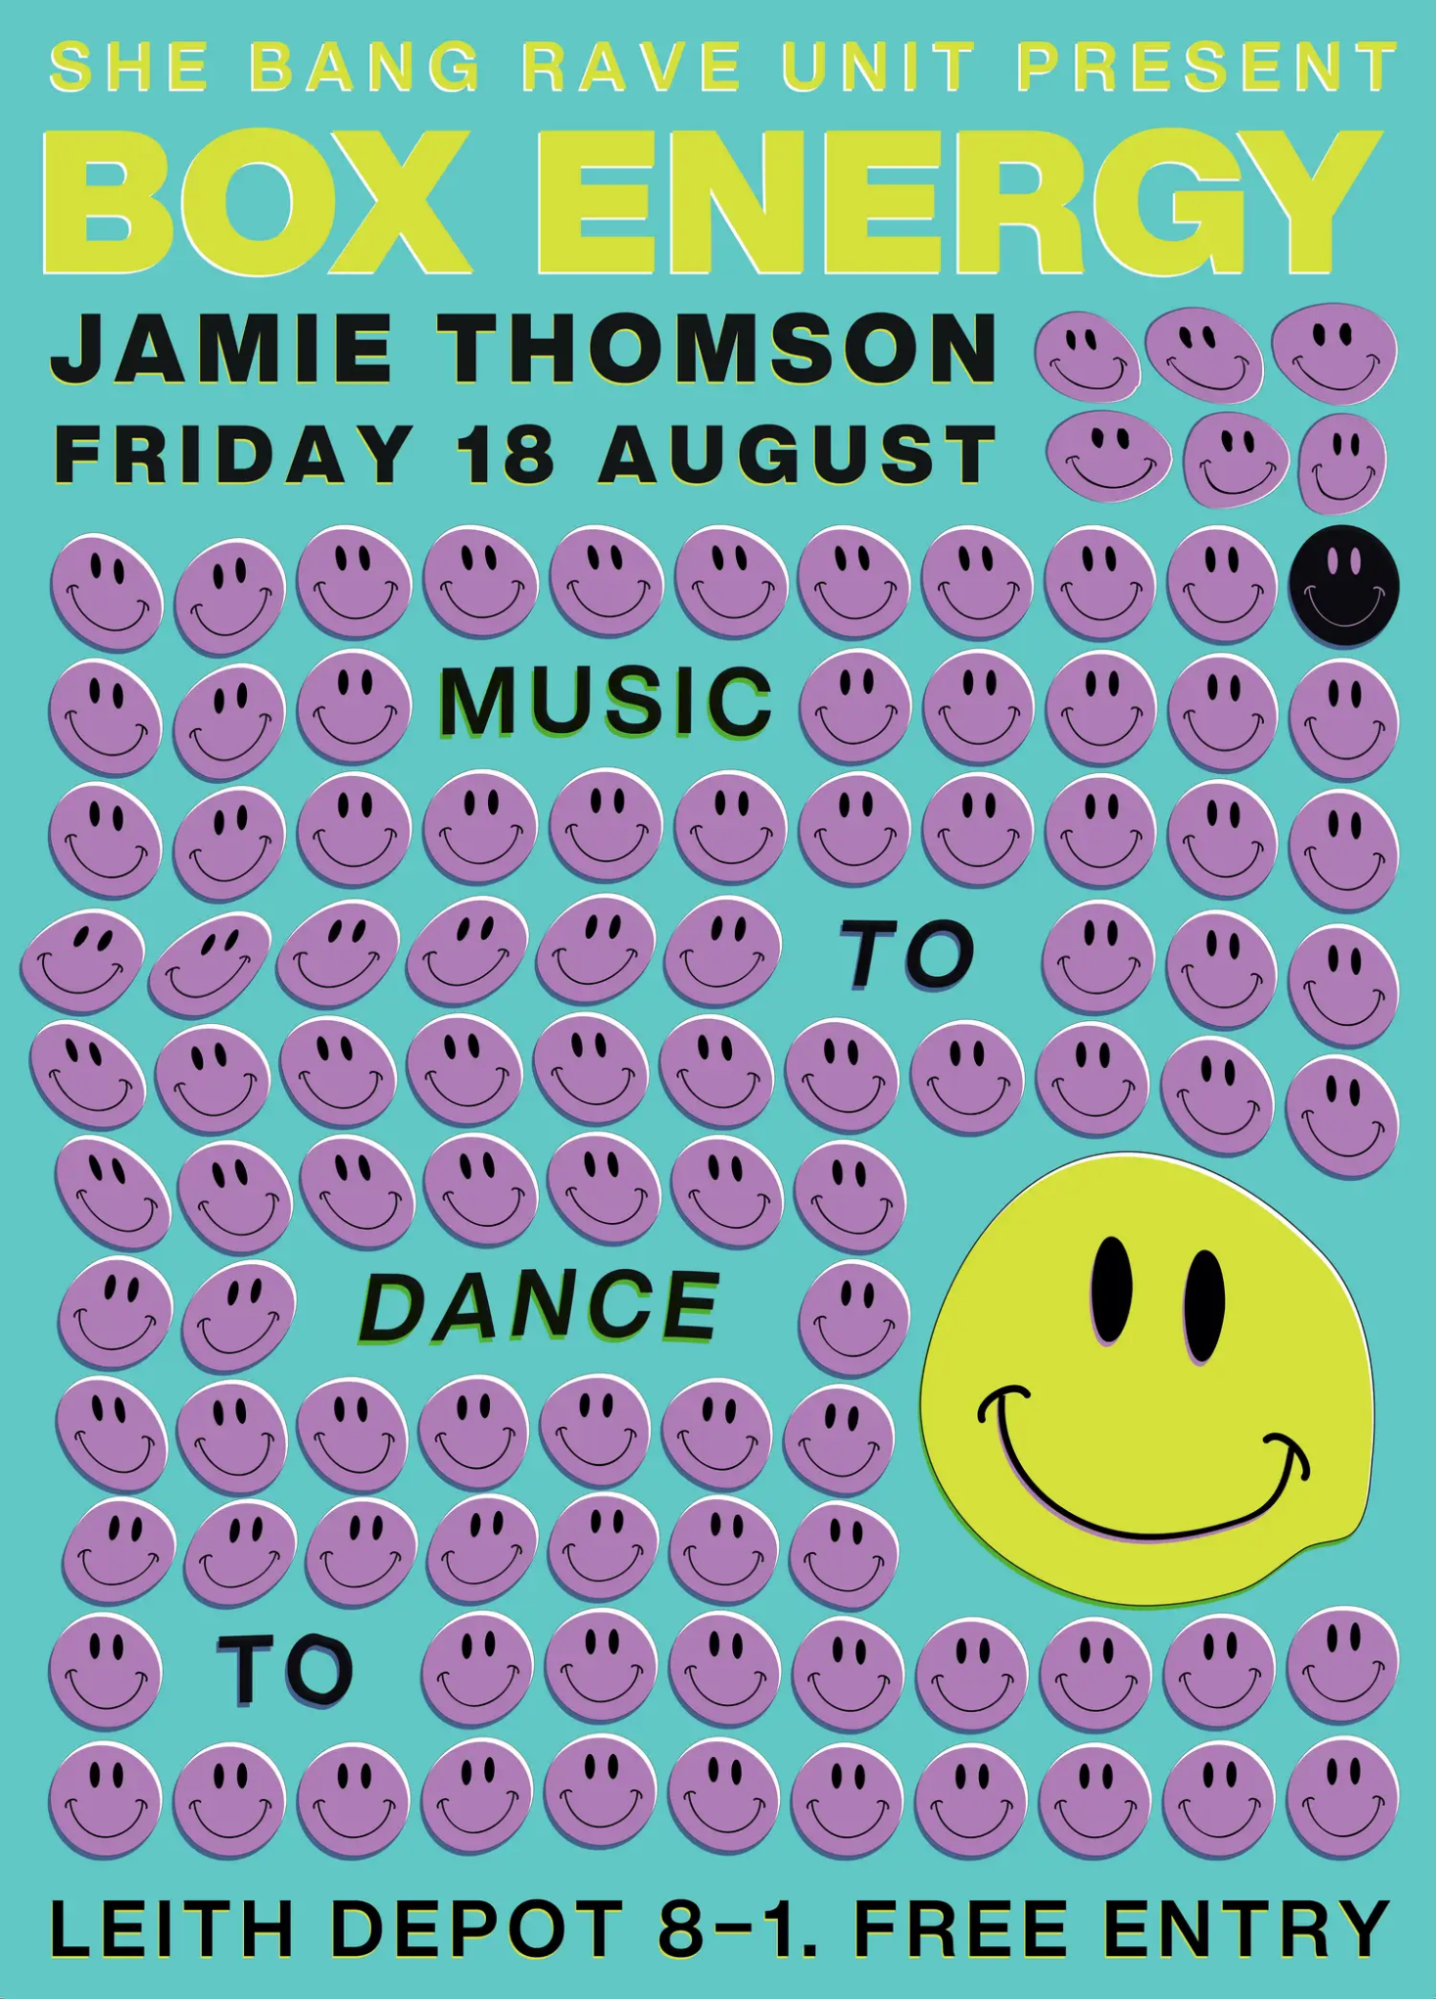 SHE BANG RAVE UNIT PRESENT
BOX ENERGY
JAMIE THOMSON
FRIDAY 18 AUGUST
MUSIC
TO
DANCE
TO
LEITH DEPOT 8–1. FREE ENTRY